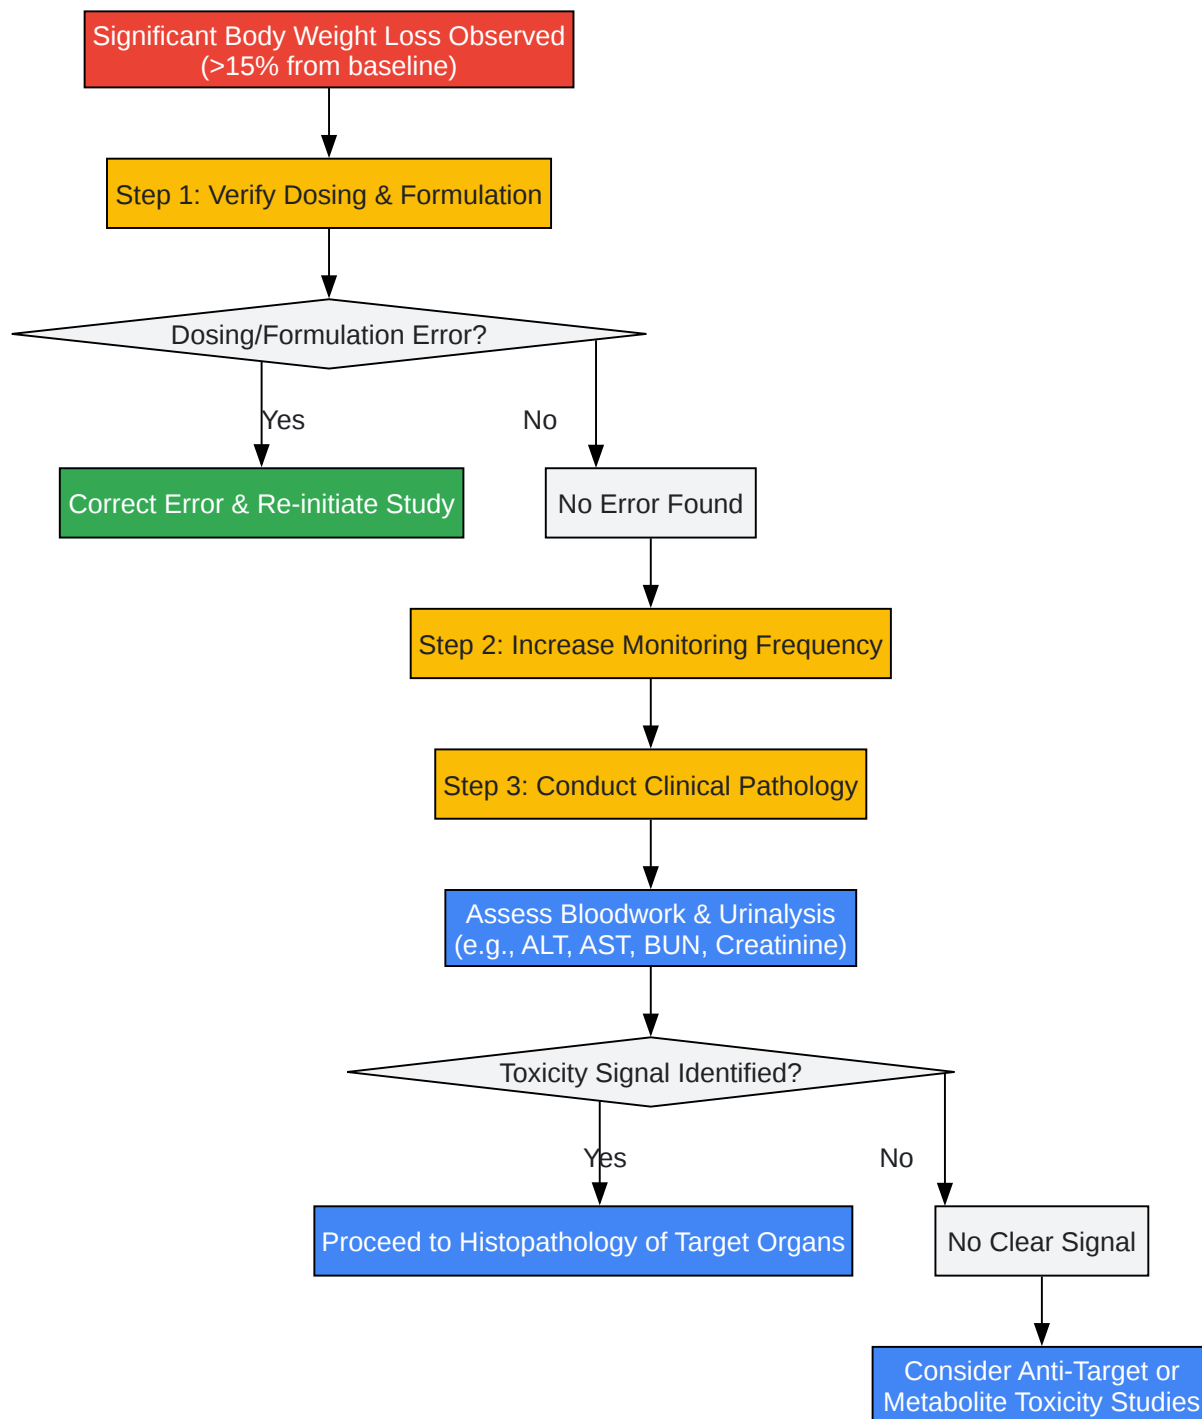 Significant Body Weight Loss Observed
(>15% from baseline)
Step 1: Verify Dosing & Formulation
Dosing/Formulation Error?
Yes
No
Correct Error & Re-initiate Study
No Error Found
Step 2: Increase Monitoring Frequency
Step 3: Conduct Clinical Pathology
Assess Bloodwork & Urinalysis
(e.g., ALT, AST, BUN, Creatinine)
Toxicity Signal Identified?
Yes
No
Proceed to Histopathology of Target Organs
No Clear Signal
Consider Anti-Target or
Metabolite Toxicity Studies